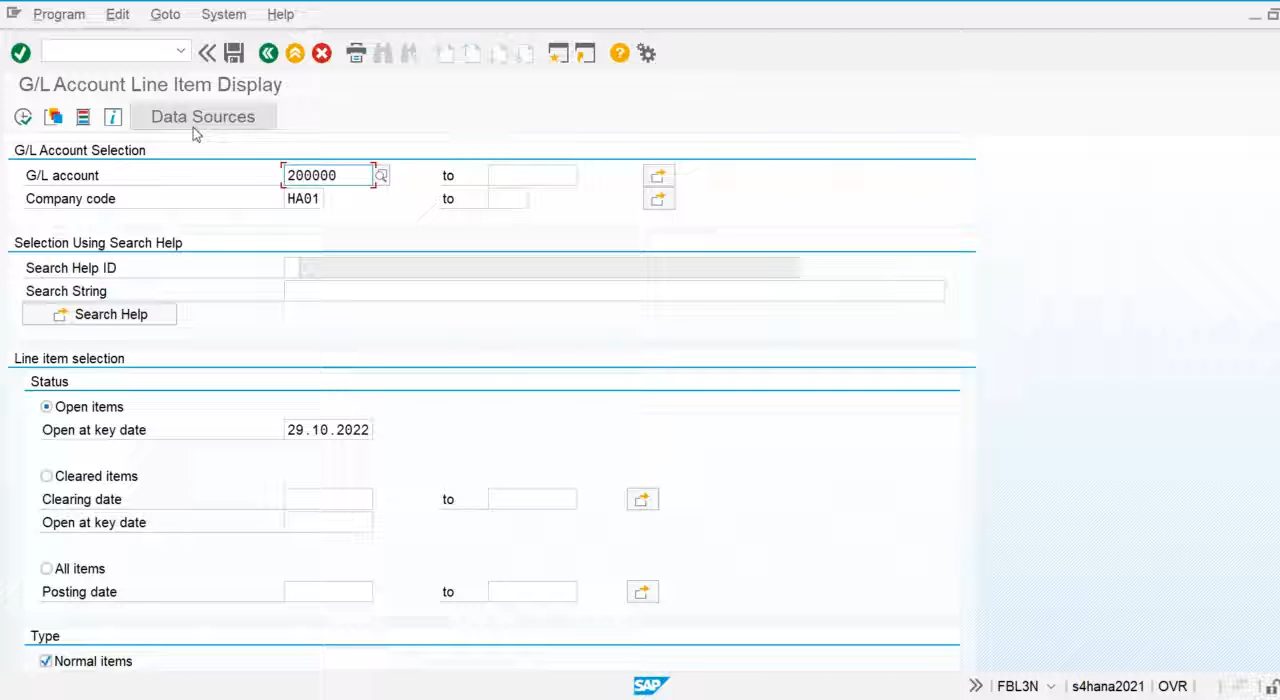 Program Edit Goto System Help
G/L Account Line Item Display
Data Sources
G/L Account Selection
G/L account 200000 to
Company code HA01 to
Selection Using Search Help
Search Help ID
Search String
Search Help
Line item selection
Status
Open items
Open at key date 29.10.2022
Cleared items
Clearing date to
Open at key date
All items
Posting date to
Type
Normal items
SAP FBL3N s4hana2021 OVR